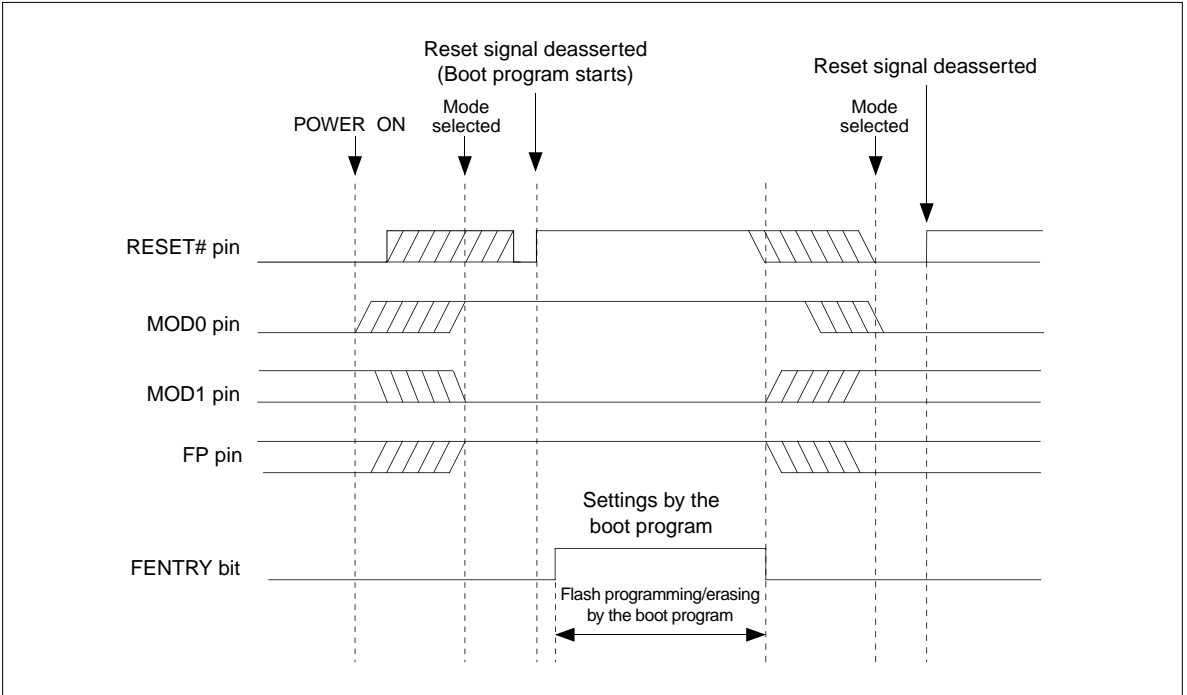 Reset signal deasserted
(Boot program starts)
Reset signal deasserted
POWER ON
Mode
selected
Mode
selected
RESET# pin
MOD0 pin
MOD1 pin
FP pin
Settings by the
boot program
FENTRY bit
Flash programming/erasing
by the boot program